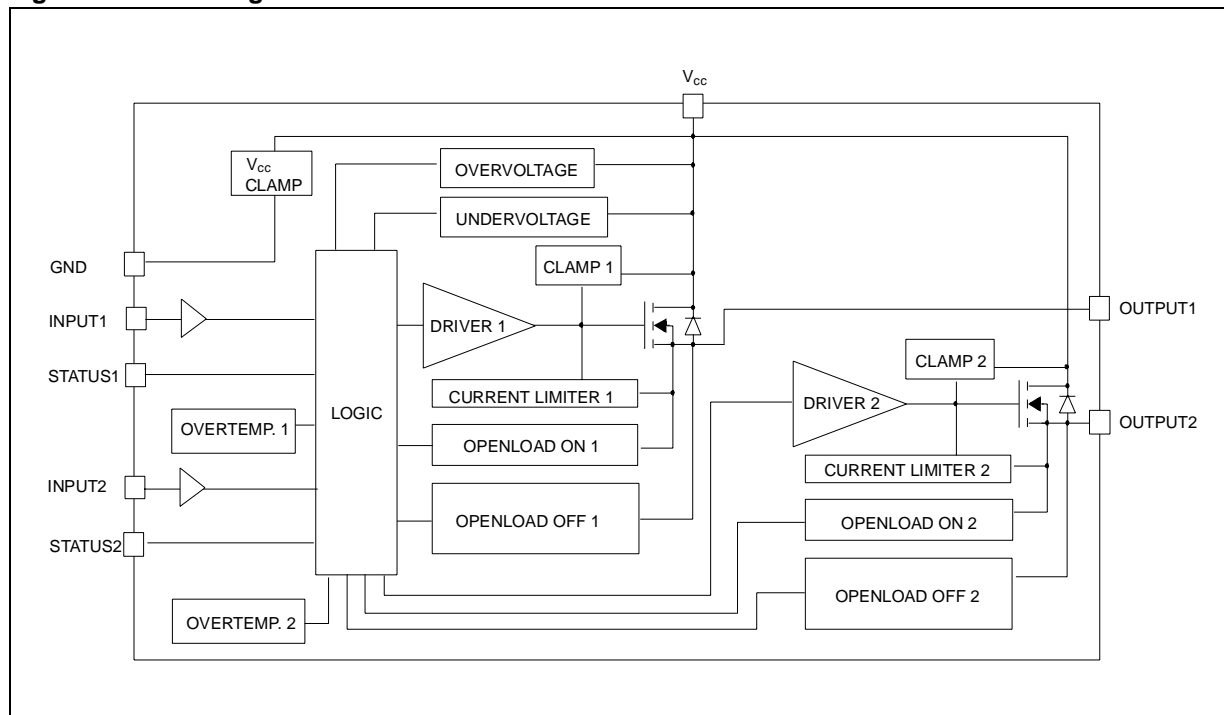 Vcc
Vcc
CLAMP
OVERVOLTAGE
UNDERVOLTAGE
GND
CLAMP 1
INPUT1
DRIVER 1
OUTPUT1
STATUS1
CLAMP 2
CURRENT LIMITER 1
LOGIC
DRIVER 2
OVERTEMP. 1
OPENLOAD ON 1
OUTPUT2
INPUT2
CURRENT LIMITER 2
OPENLOAD OFF 1
OPENLOAD ON 2
STATUS2
OPENLOAD OFF 2
OVERTEMP. 2